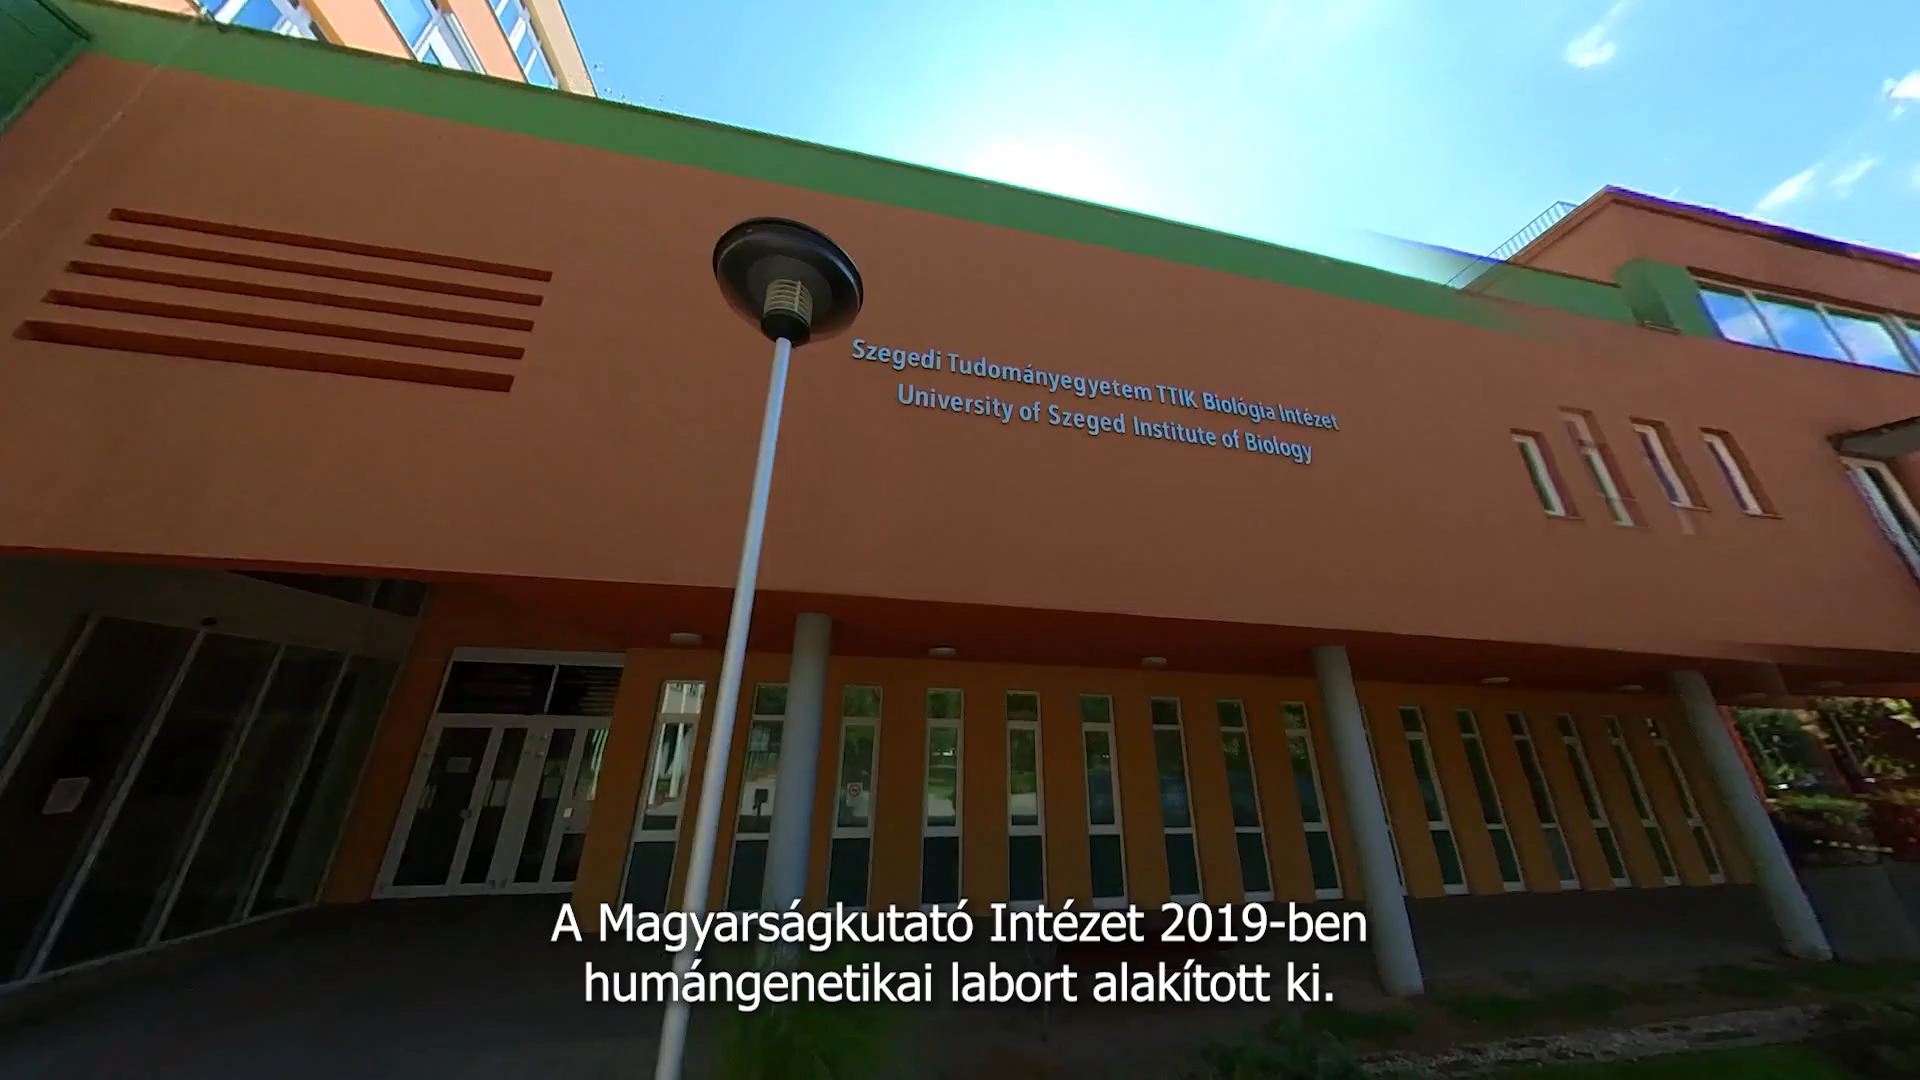 Szegedi Tudományegyetem TTIK Biológia Intézet
University of Szeged Institute of Biology
A Magyarságkutató Intézet 2019-ben
humángenetikai labort alakított ki.